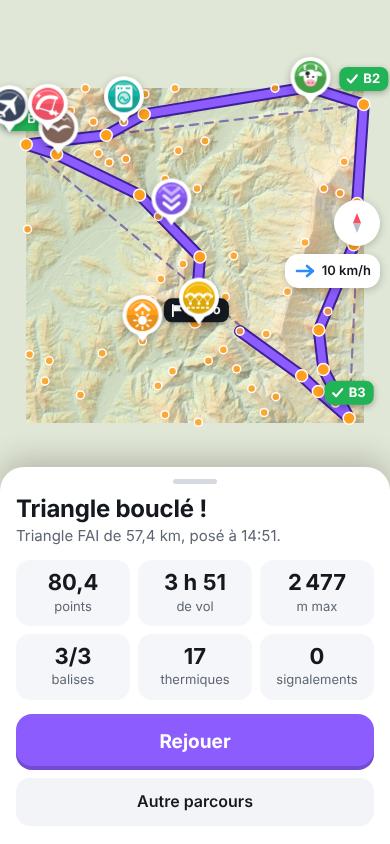 B2
10 km/h
B3
Triangle bouclé !
Triangle FAI de 57,4 km, posé à 14:51.
80,4
points
3 h 51
de vol
2 477
m max
3/3
balises
17
thermiques
0
signalements
Rejouer
Autre parcours